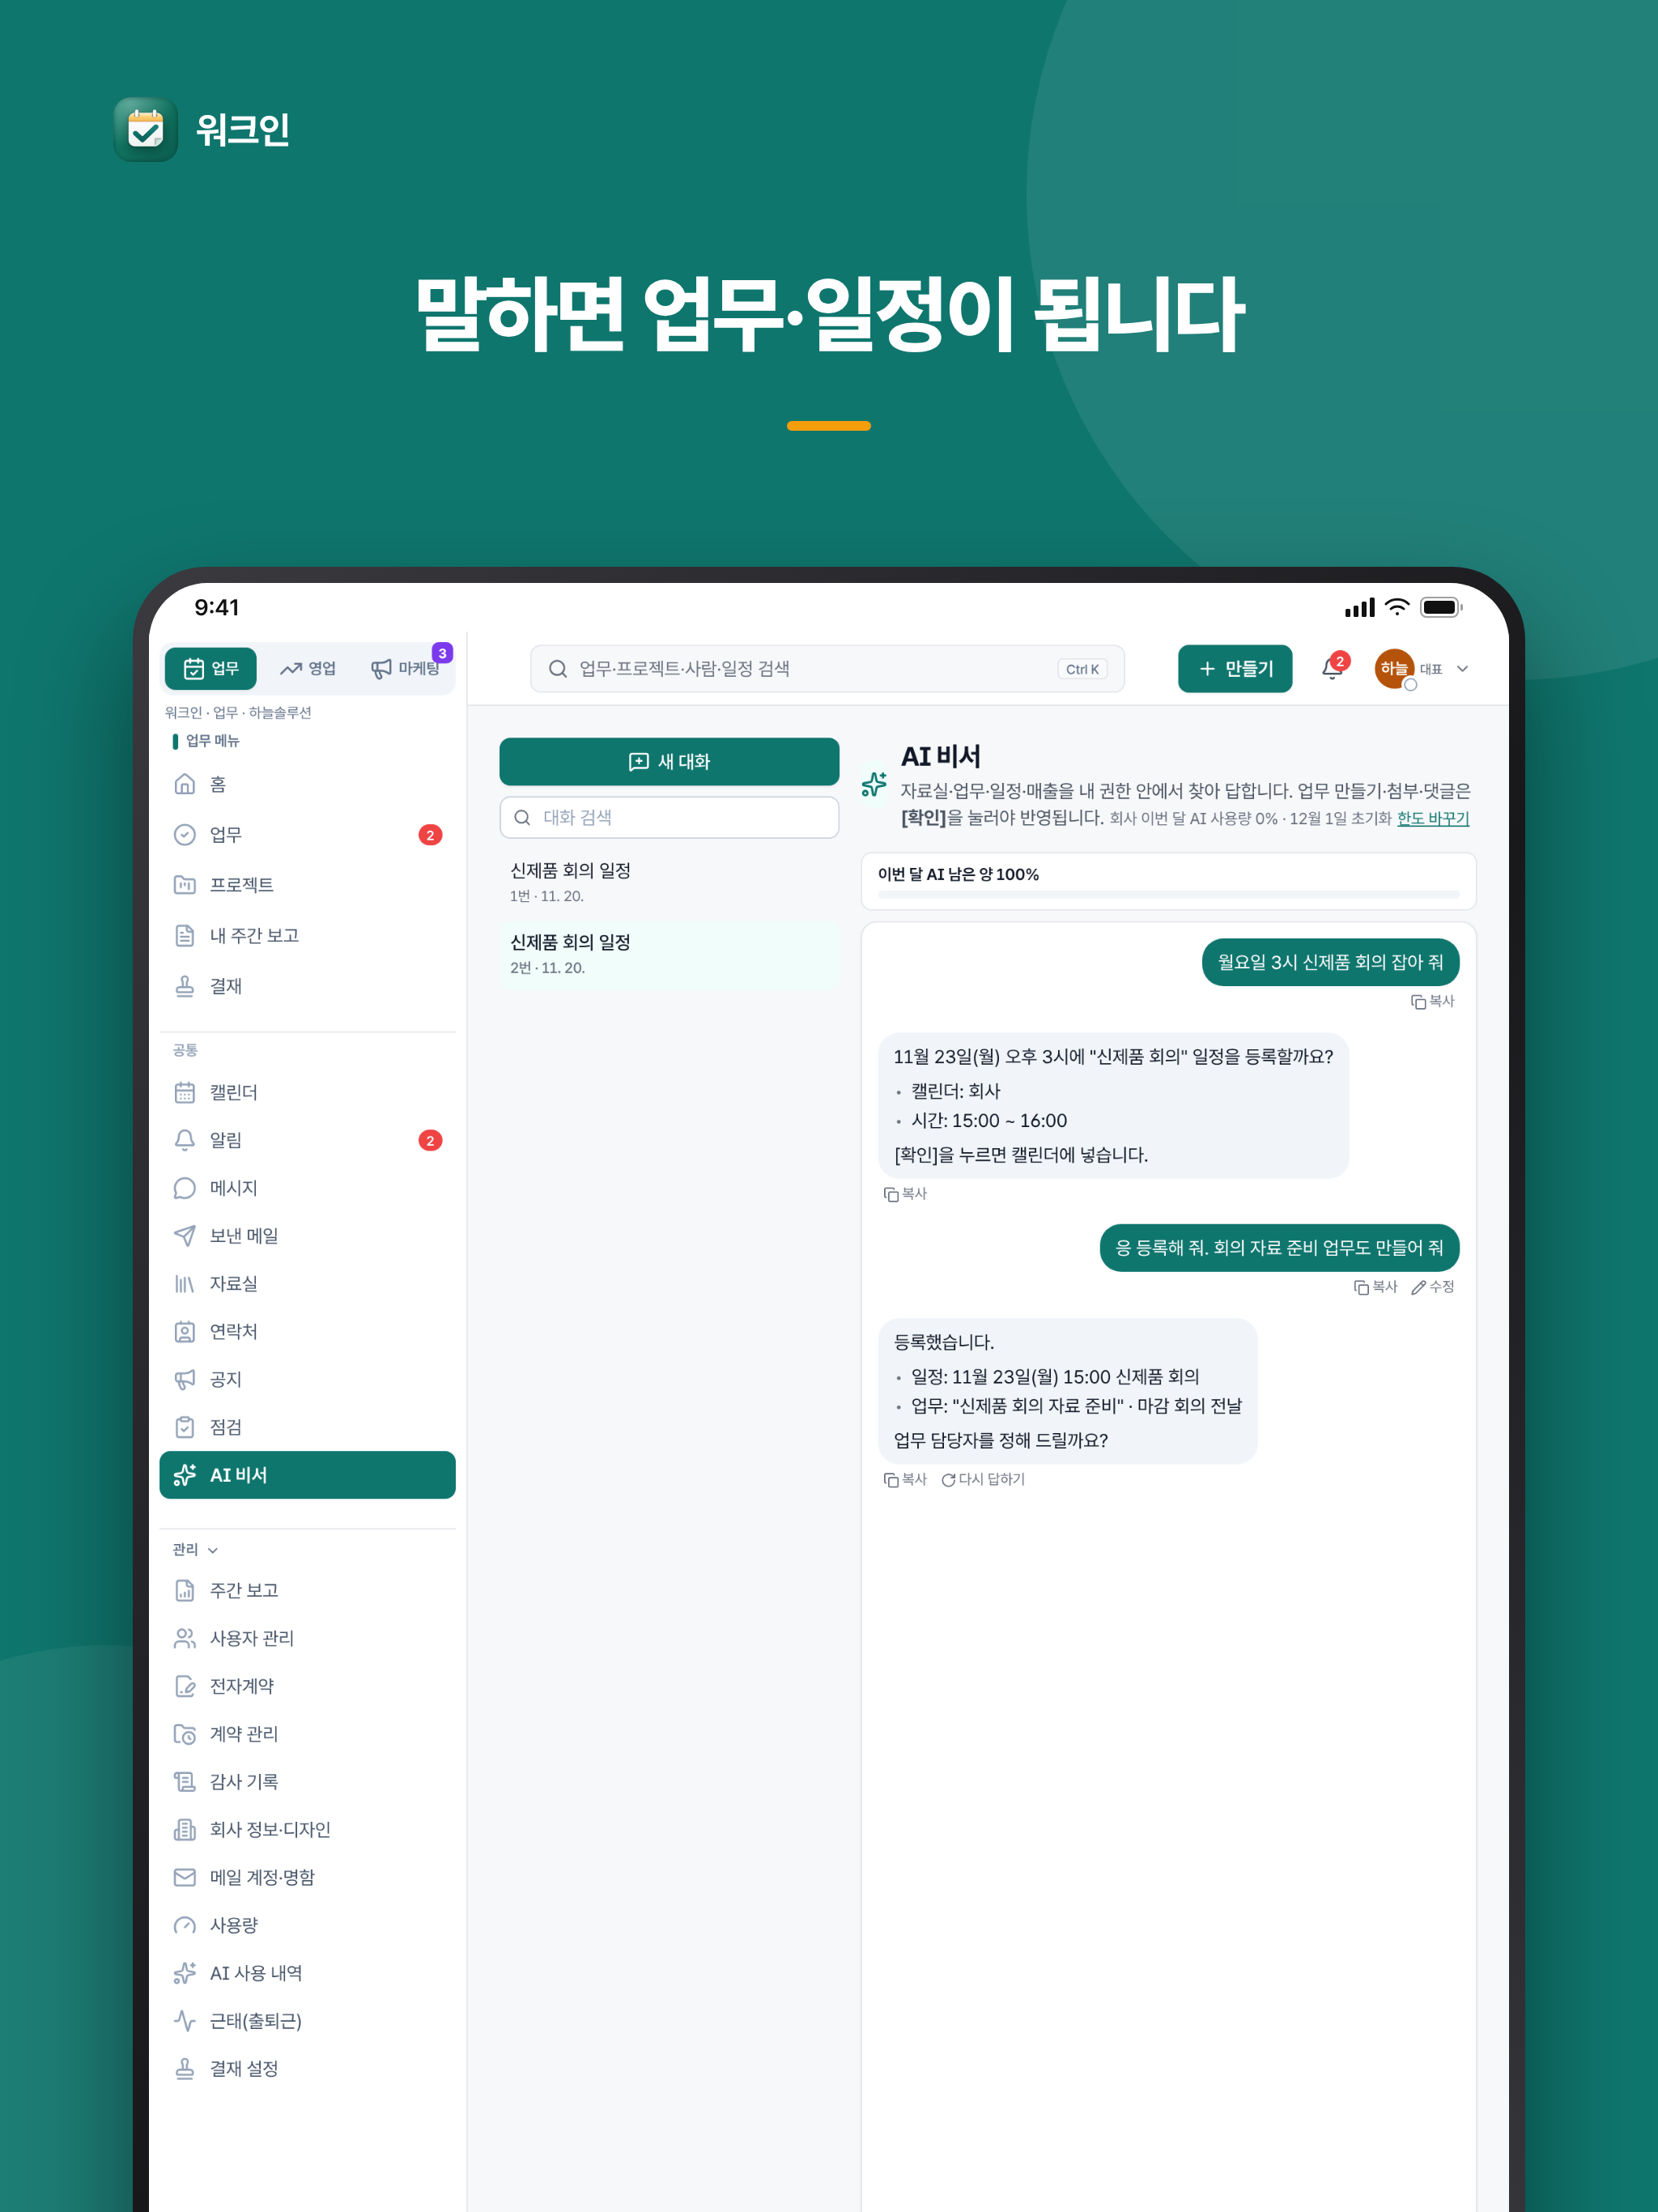 워크인
말하면 업무·일정이 됩니다
9:41
업무
영업
마케팅
3
워크인 · 업무 · 하늘솔루션
업무 메뉴
홈
업무
2
프로젝트
내 주간 보고
결재
공통
캘린더
알림
2
메시지
보낸 메일
자료실
연락처
공지
점검
AI 비서
관리
주간 보고
사용자 관리
전자계약
계약 관리
감사 기록
회사 정보·디자인
메일 계정·명함
사용량
AI 사용 내역
근태(출퇴근)
결재 설정
업무·프로젝트·사람·일정 검색
Ctrl K
만들기
2
하늘
대표
새 대화
대화 검색
신제품 회의 일정
1번 · 11. 20.
신제품 회의 일정
2번 · 11. 20.
AI 비서
자료실·업무·일정·매출을 내 권한 안에서 찾아 답합니다. 업무 만들기·첨부·댓글은
[확인]을 눌러야 반영됩니다. 회사 이번 달 AI 사용량 0% · 12월 1일 초기화 한도 바꾸기
이번 달 AI 남은 양 100%
월요일 3시 신제품 회의 잡아 줘
복사
11월 23일(월) 오후 3시에 "신제품 회의" 일정을 등록할까요?
• 캘린더: 회사
• 시간: 15:00 ~ 16:00
[확인]을 누르면 캘린더에 넣습니다.
복사
응 등록해 줘. 회의 자료 준비 업무도 만들어 줘
복사 수정
등록했습니다.
• 일정: 11월 23일(월) 15:00 신제품 회의
• 업무: "신제품 회의 자료 준비" · 마감 회의 전날
업무 담당자를 정해 드릴까요?
복사 다시 답하기